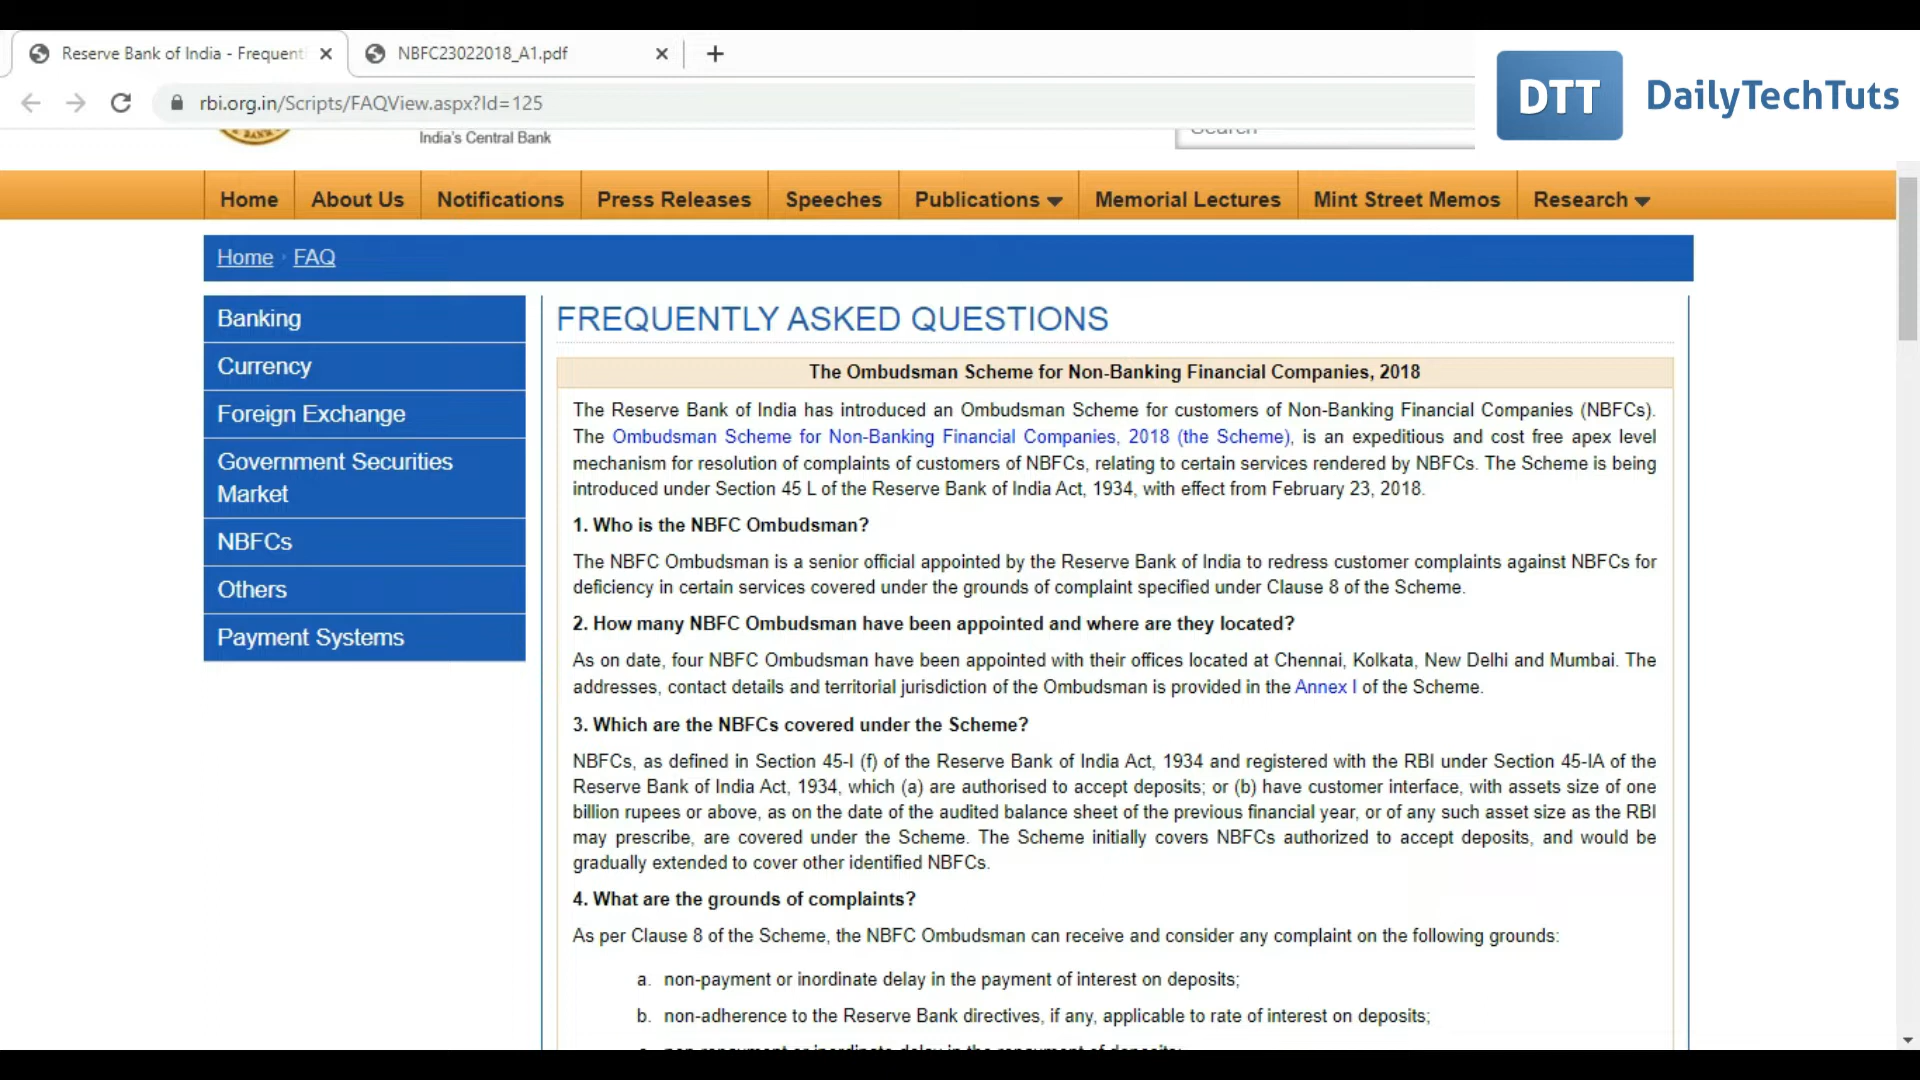 Reserve Bank of India - Frequent
NBFC23022018_A1.pdf
rbi.org.in/Scripts/FAQView.aspx?Id=125
DTT DailyTechTuts
India's Central Bank
Search
Home About Us Notifications Press Releases Speeches Publications Memorial Lectures Mint Street Memos Research
Home FAQ
Banking
Currency
Foreign Exchange
Government Securities
Market
NBFCs
Others
Payment Systems
FREQUENTLY ASKED QUESTIONS
The Ombudsman Scheme for Non-Banking Financial Companies, 2018
The Reserve Bank of India has introduced an Ombudsman Scheme for customers of Non-Banking Financial Companies (NBFCs).
The Ombudsman Scheme for Non-Banking Financial Companies, 2018 (the Scheme), is an expeditious and cost free apex level
mechanism for resolution of complaints of customers of NBFCs, relating to certain services rendered by NBFCs. The Scheme is being
introduced under Section 45 L of the Reserve Bank of India Act, 1934, with effect from February 23, 2018.
1. Who is the NBFC Ombudsman?
The NBFC Ombudsman is a senior official appointed by the Reserve Bank of India to redress customer complaints against NBFCs for
deficiency in certain services covered under the grounds of complaint specified under Clause 8 of the Scheme.
2. How many NBFC Ombudsman have been appointed and where are they located?
As on date, four NBFC Ombudsman have been appointed with their offices located at Chennai, Kolkata, New Delhi and Mumbai. The
addresses, contact details and territorial jurisdiction of the Ombudsman is provided in the Annex I of the Scheme.
3. Which are the NBFCs covered under the Scheme?
NBFCs, as defined in Section 45-I (f) of the Reserve Bank of India Act, 1934 and registered with the RBI under Section 45-IA of the
Reserve Bank of India Act, 1934, which (a) are authorised to accept deposits; or (b) have customer interface, with assets size of one
billion rupees or above, as on the date of the audited balance sheet of the previous financial year, or of any such asset size as the RBI
may prescribe, are covered under the Scheme. The Scheme initially covers NBFCs authorized to accept deposits, and would be
gradually extended to cover other identified NBFCs.
4. What are the grounds of complaints?
As per Clause 8 of the Scheme, the NBFC Ombudsman can receive and consider any complaint on the following grounds:
a. non-payment or inordinate delay in the payment of interest on deposits;
b. non-adherence to the Reserve Bank directives, if any, applicable to rate of interest on deposits;
c. non-repayment or inordinate delay in the repayment of deposits;